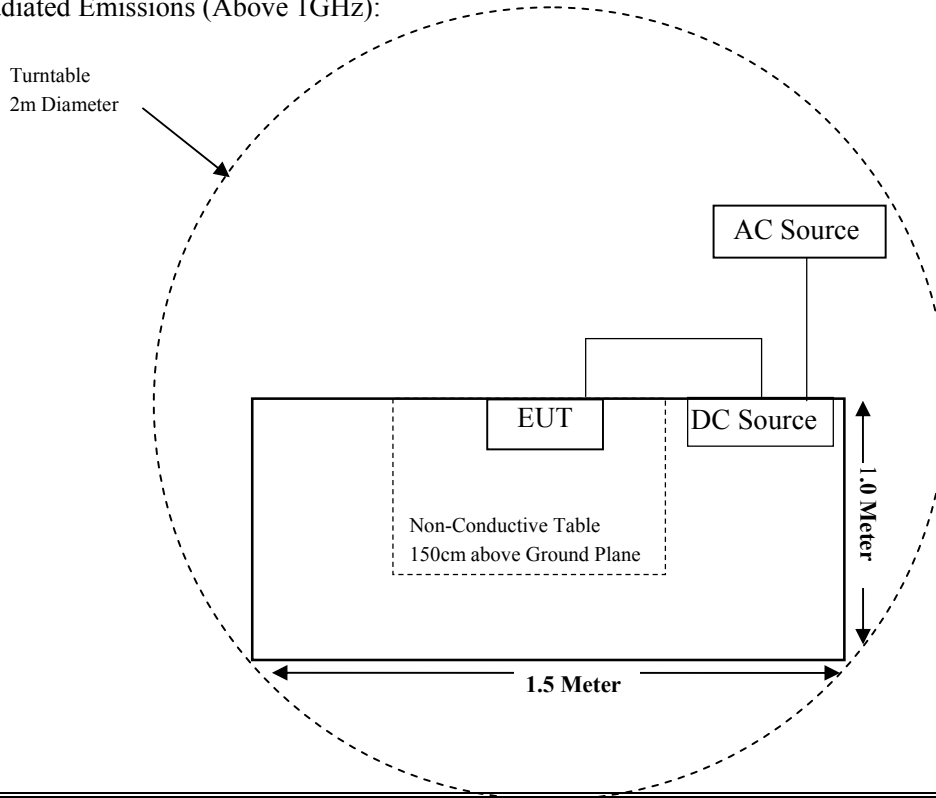 diated Emissions (Above 1GHz):
Turntable
2m Diameter
AC Source
EUT
DC Source
1.0 Meter
Non-Conductive Table
150cm above Ground Plane
1.5 Meter